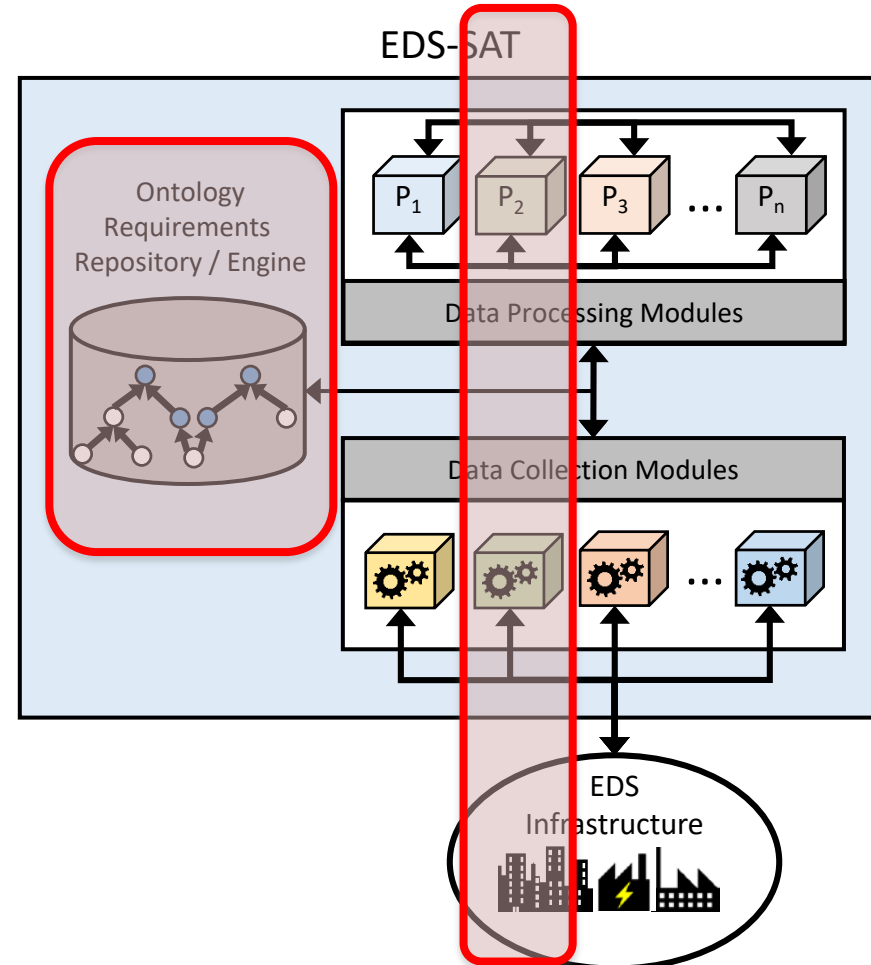 EDS-SAT
Ontology
Requirements
Repository / Engine
P1 P2 P3 ... Pn
Data Processing Modules
Data Collection Modules
...
EDS
Infrastructure